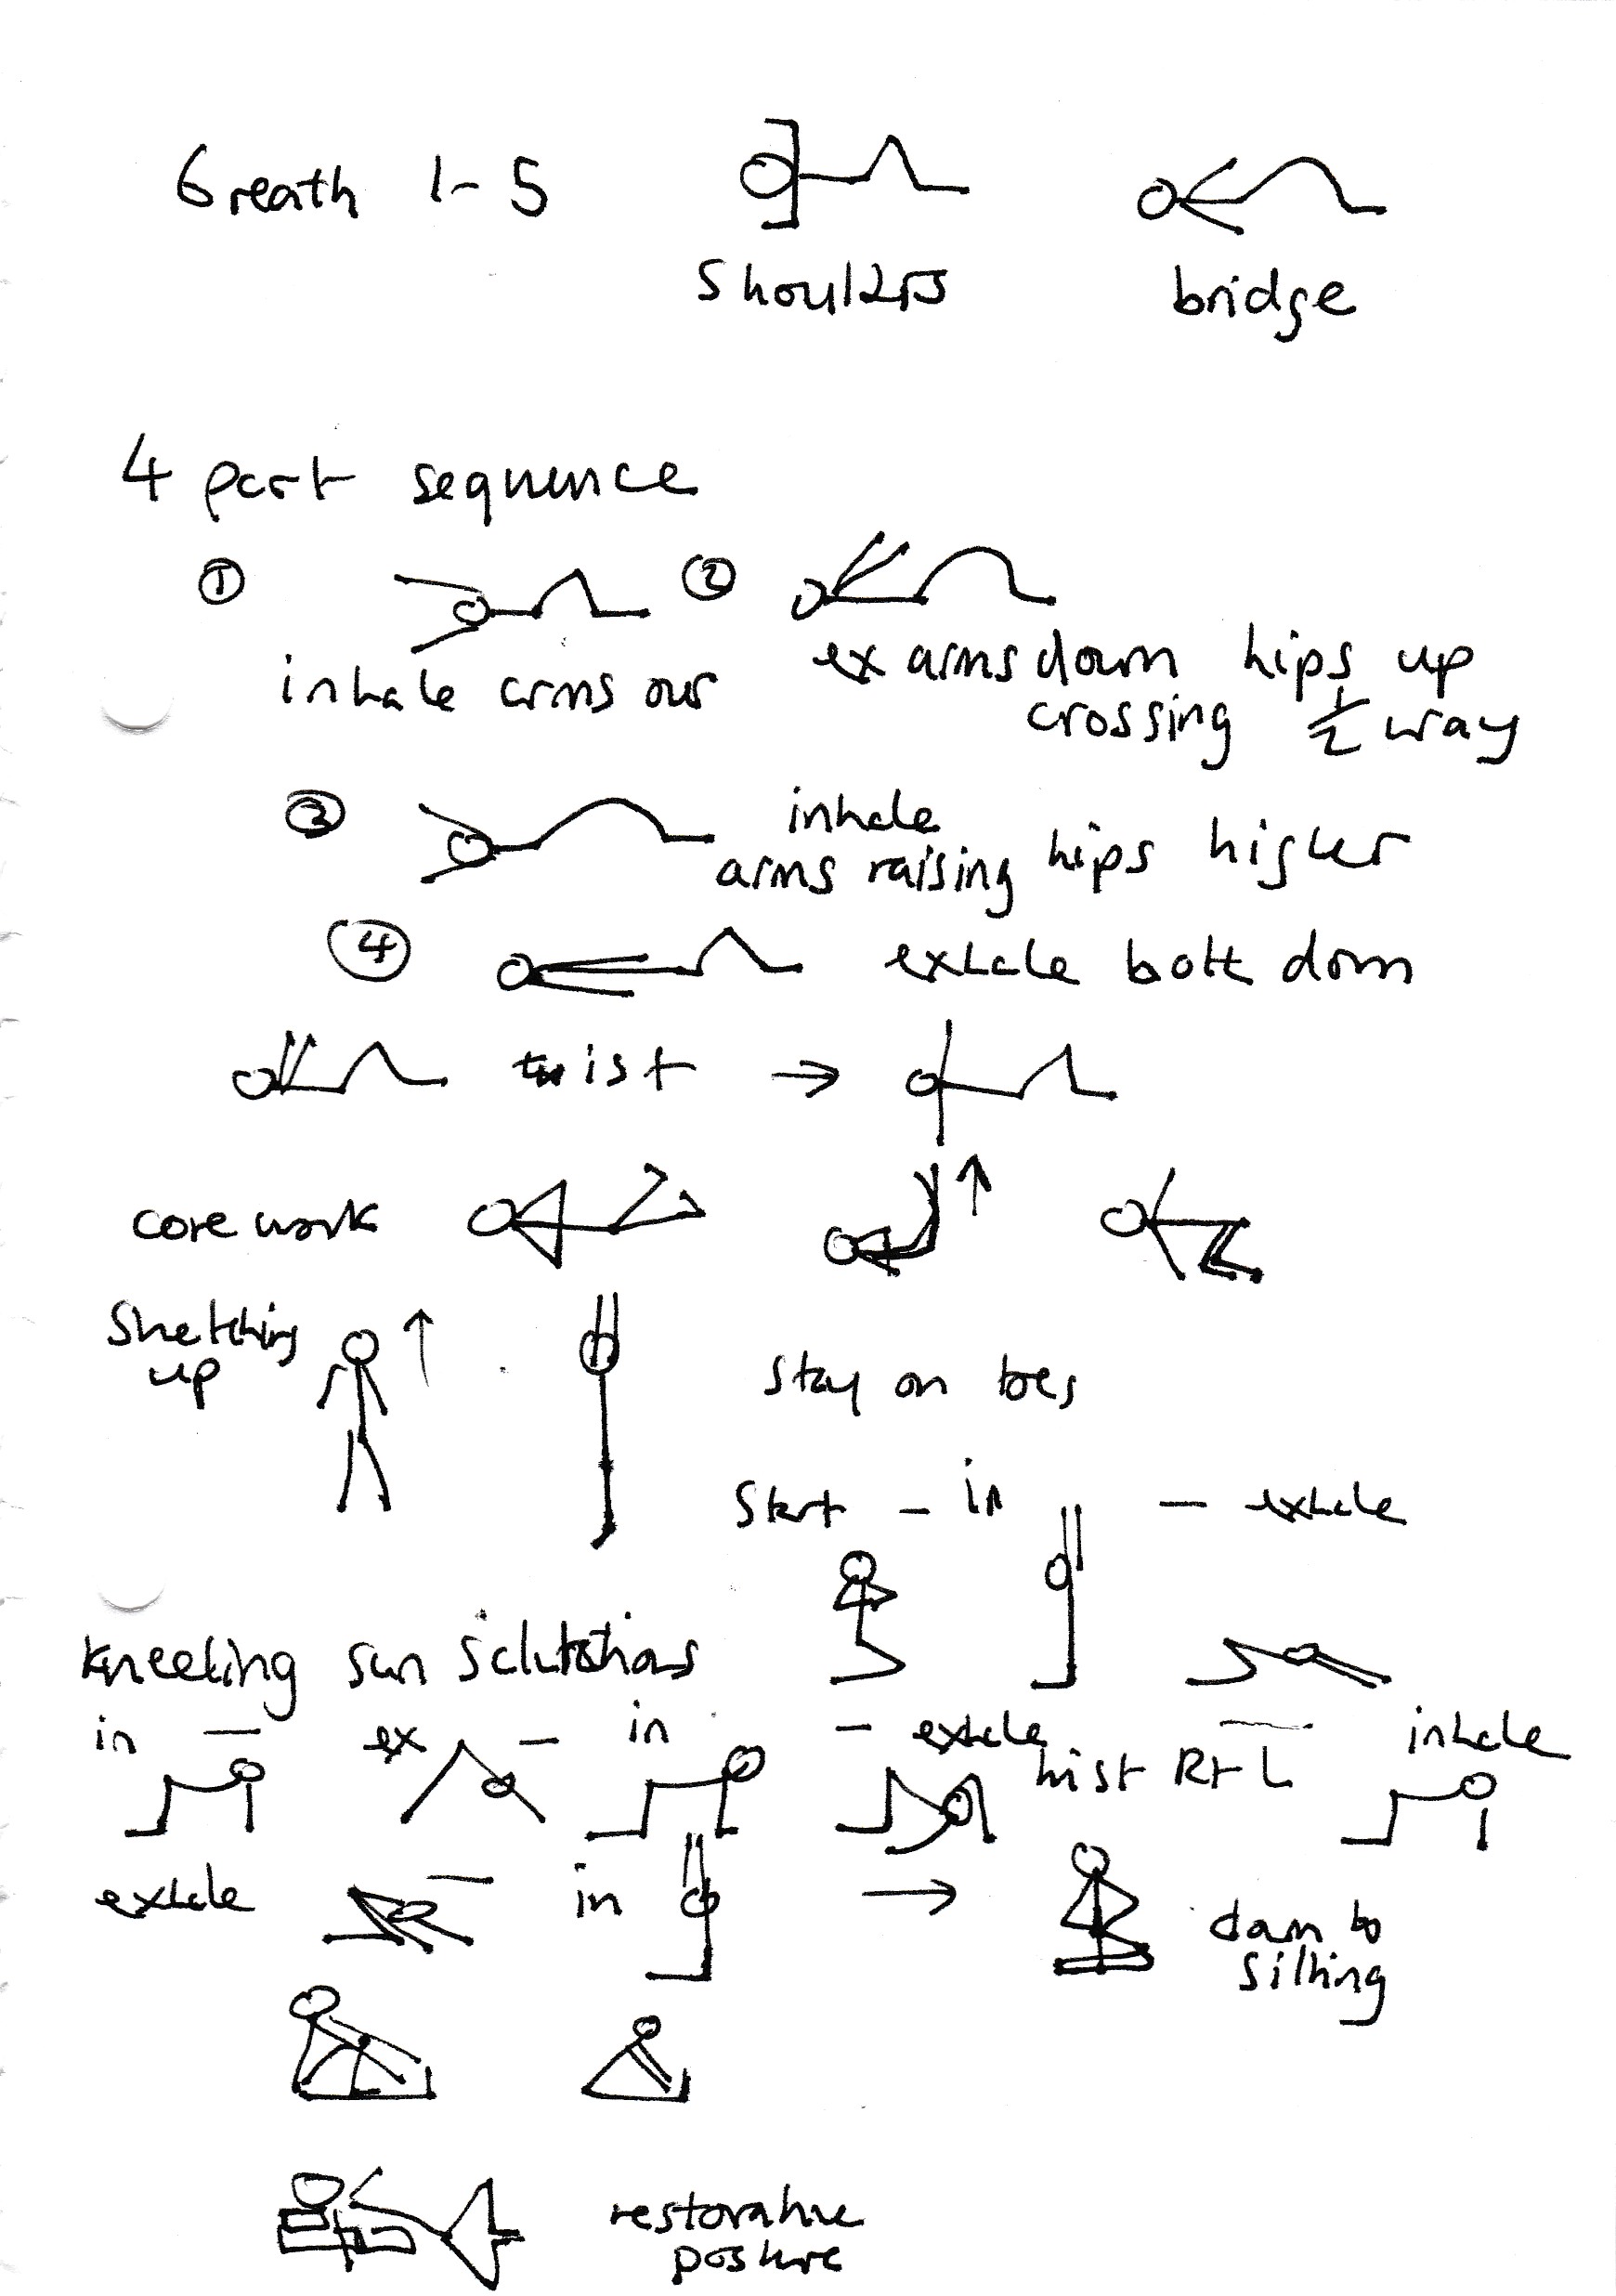 Breath 1-5
Shoulders
bridge
4 part sequence
① ②
inhale arms over
ex arms down hips up
crossing ½ way
③ inhale
arms raising hips higher
④ exhale both down
twist →
core work ↑
Stretching
up ↑
Stay on toes
Start - in - exhale
Kneeling sun salutations
in — ex - in - exhale — inhale
twist R+L
exhale — in → down to
sitting
restorative
posture